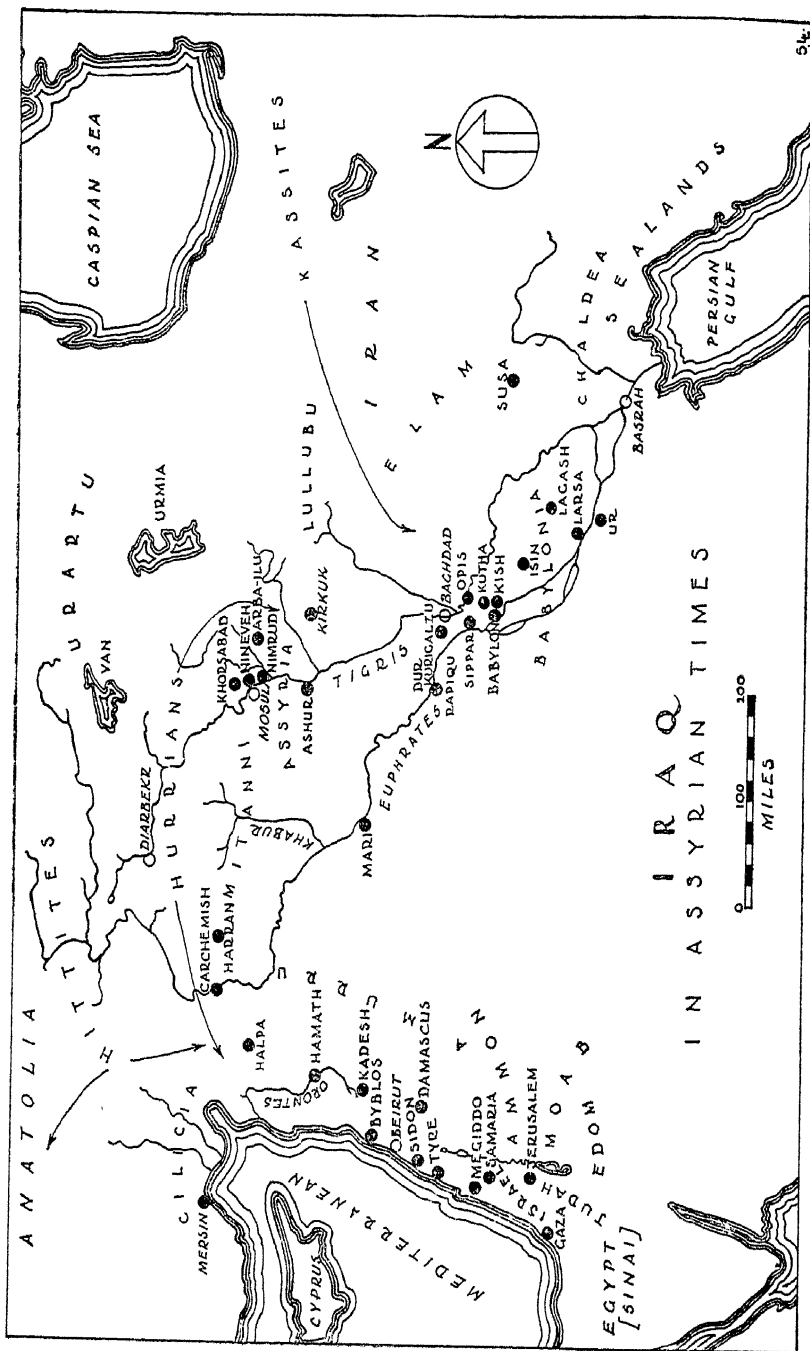 ANATOLIA
HITTITES
URARTU
CASPIAN SEA
VAN
URMIA
DIARBEKR
HURRIANS
CILICIA
MERSIN
CARCHEMISH
HARRAN
MITANNI
KHORSABAD
NINEVEH
ARBA-ILU
MOSUL
NIMRUD
ASSYRIA
KASSITES
LULLUBU
N
HALPA
HAMATH
ORONTES
KHABUR
ASHUR
KIRKUK
IRAN
CYPRUS
MEDITERRANEAN
BYBLOS
KADESH
BEIRUT
SIDON
DAMASCUS
TYRE
MARI
EUPHRATES
TIGRIS
DUR
KURIGALZU
RAPIQU
BAGHDAD
OPIS
SIPPAR
KUTHA
BABYLON
KISH
ELAM
SUSA
MEGIDDO
SAMARIA
ISRAEL
AMMON
JERUSALEM
JUDAH
MOAB
EDOM
GAZA
EGYPT
[SINAI]
BABYLONIA
ISIN
LAGASH
LARSA
UR
CHALDEA
SEALANDS
BASRAH
PERSIAN
GULF
IRAQ
IN ASSYRIAN TIMES
0 100 200
MILES